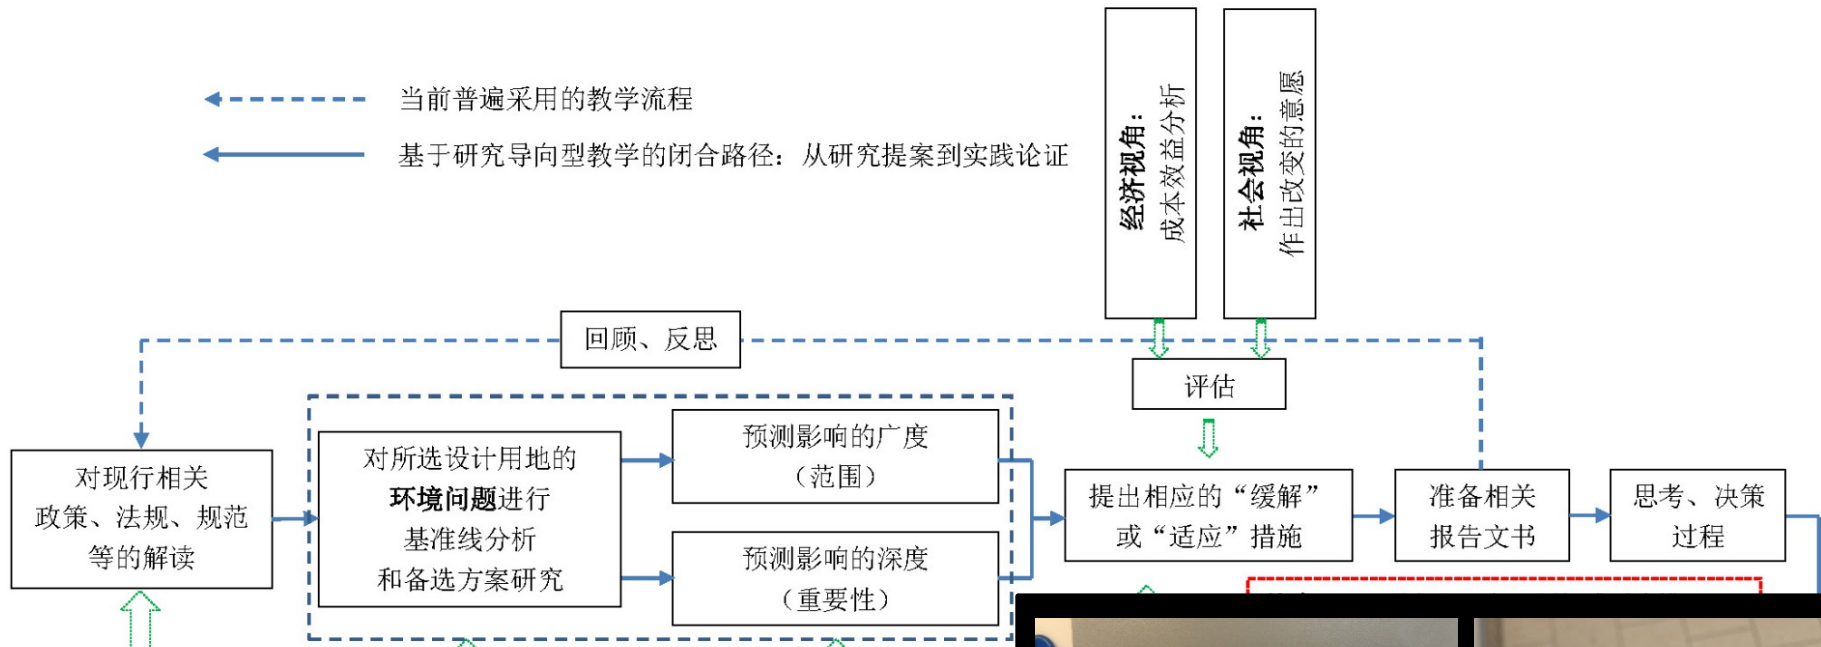 当前普遍采用的教学流程
基于研究导向型教学的闭合路径：从研究提案到实践论证
经济视角：
成本效益分析
社会视角：
作出改变的意愿
回顾、反思
评估
对现行相关
政策、法规、规范
等的解读
对所选设计用地的
环境问题进行
基准线分析
和备选方案研究
预测影响的广度
（范围）
预测影响的深度
（重要性）
提出相应的“缓解”
或“适应”措施
准备相关
报告文书
思考、决策
过程